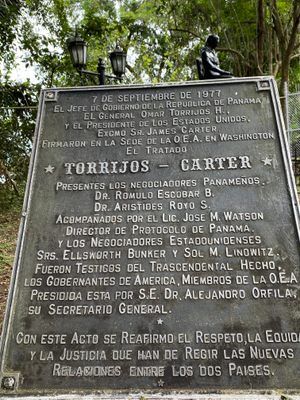 7 DE SEPTIEMBRE DE 1977
EL JEFE DE GOBIERNO DE LA REPUBLICA DE PANAMA
EL GENERAL OMAR TORRIJOS H.
Y EL PRESIDENTE DE LOS ESTADOS UNIDOS,
EXCMO SR. JAMES CARTER
FIRMARON EN LA SEDE DE LA O.E.A. EN WASHINGTON
EL TRATADO
TORRIJOS – CARTER
PRESENTES LOS NEGOCIADORES PANAMEÑOS,
DR. ROMULO ESCOBAR B.
DR. ARISTIDES ROYO S.
ACOMPAÑADOS POR EL LIC. JOSE M. WATSON
DIRECTOR DE PROTOCOLO DE PANAMA.
Y LOS NEGOCIADORES ESTADOUNIDENSES
SRS. ELLSWORTH BUNKER Y SOL M. LINOWITZ.
FUERON TESTIGOS DEL TRASCENDENTAL HECHO,
LOS GOBERNANTES DE AMERICA, MIEMBROS DE LA O.E.A
PRESIDIDA ESTA POR S.E. DR. ALEJANDRO ORFILA,
SU SECRETARIO GENERAL.
CON ESTE ACTO SE REAFIRMO EL RESPETO, LA EQUIDA
Y LA JUSTICIA QUE HAN DE REGIR LAS NUEVAS
RELACIONES ENTRE LOS DOS PAISES.